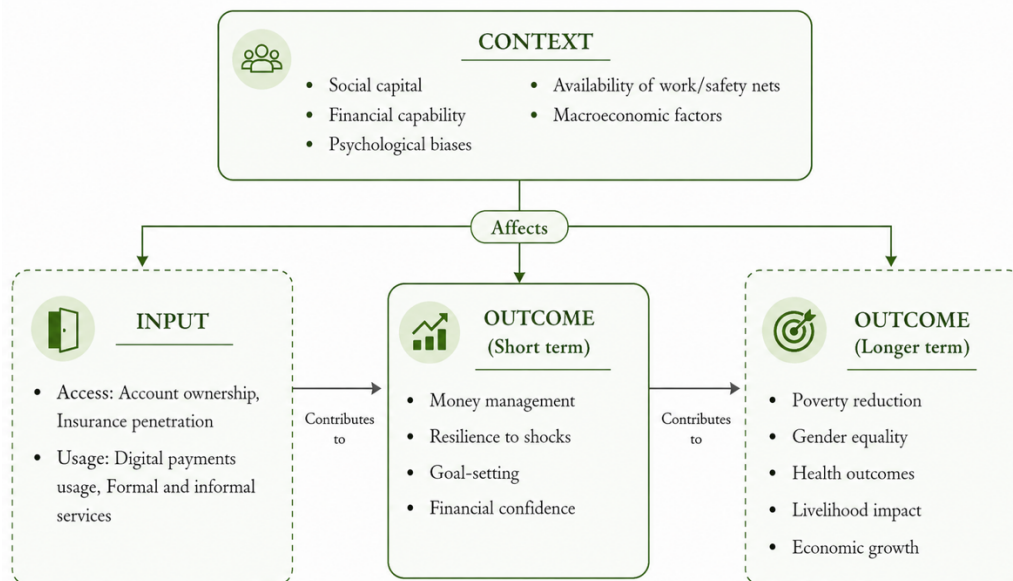 CONTEXT
• Social capital
• Financial capability
• Psychological biases
• Availability of work/safety nets
• Macroeconomic factors
Affects
INPUT
• Access: Account ownership,
Insurance penetration
• Usage: Digital payments
usage, Formal and informal
services
Contributes
to
OUTCOME
(Short term)
• Money management
• Resilience to shocks
• Goal-setting
• Financial confidence
Contributes
to
OUTCOME
(Longer term)
• Poverty reduction
• Gender equality
• Health outcomes
• Livelihood impact
• Economic growth